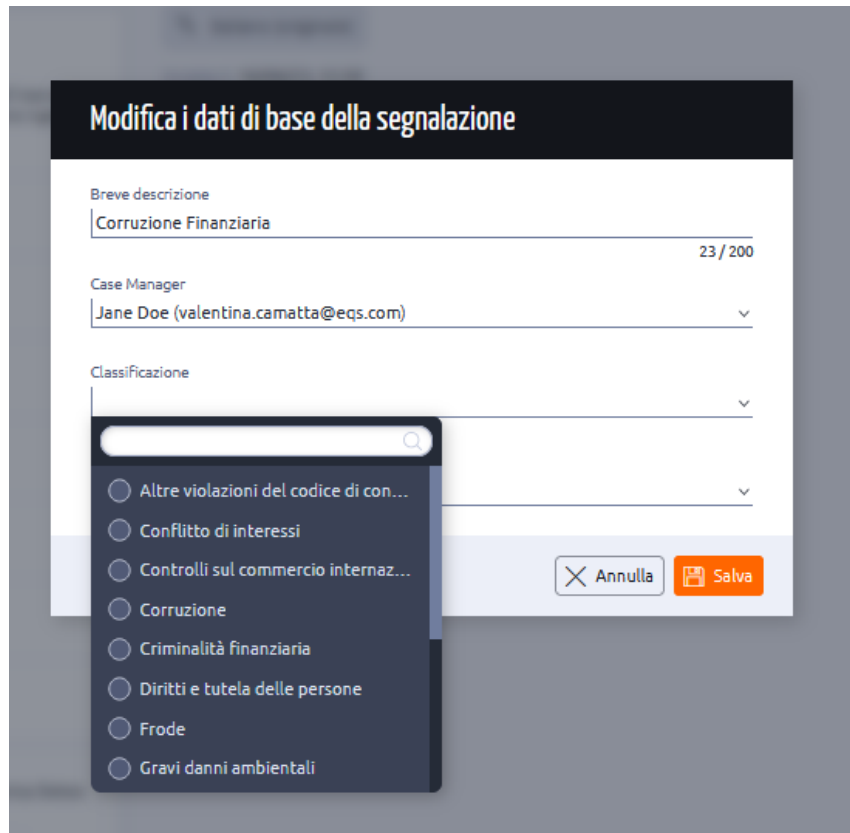 Modifica i dati di base della segnalazione
Breve descrizione
Corruzione Finanziaria
23 / 200
Case Manager
Jane Doe (valentina.camatta@eqs.com)
Classificazione
Altre violazioni del codice di con...
Conflitto di interessi
Controlli sul commercio internaz...
Corruzione
Criminalità finanziaria
Diritti e tutela delle persone
Frode
Gravi danni ambientali
Annulla
Salva